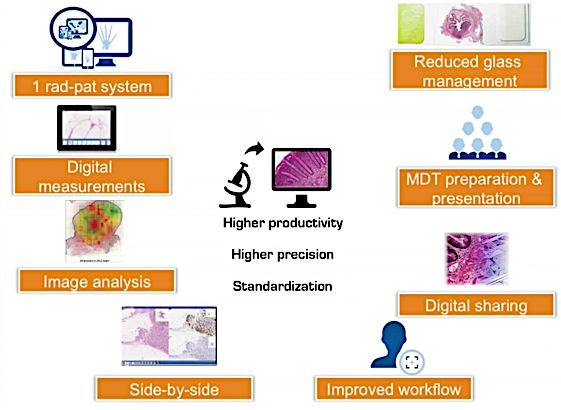 1 rad-pat system
Digital
measurements
Image analysis
Side-by-side
Higher productivity
Higher precision
Standardization
Reduced glass
management
MDT preparation &
presentation
Digital sharing
Improved workflow